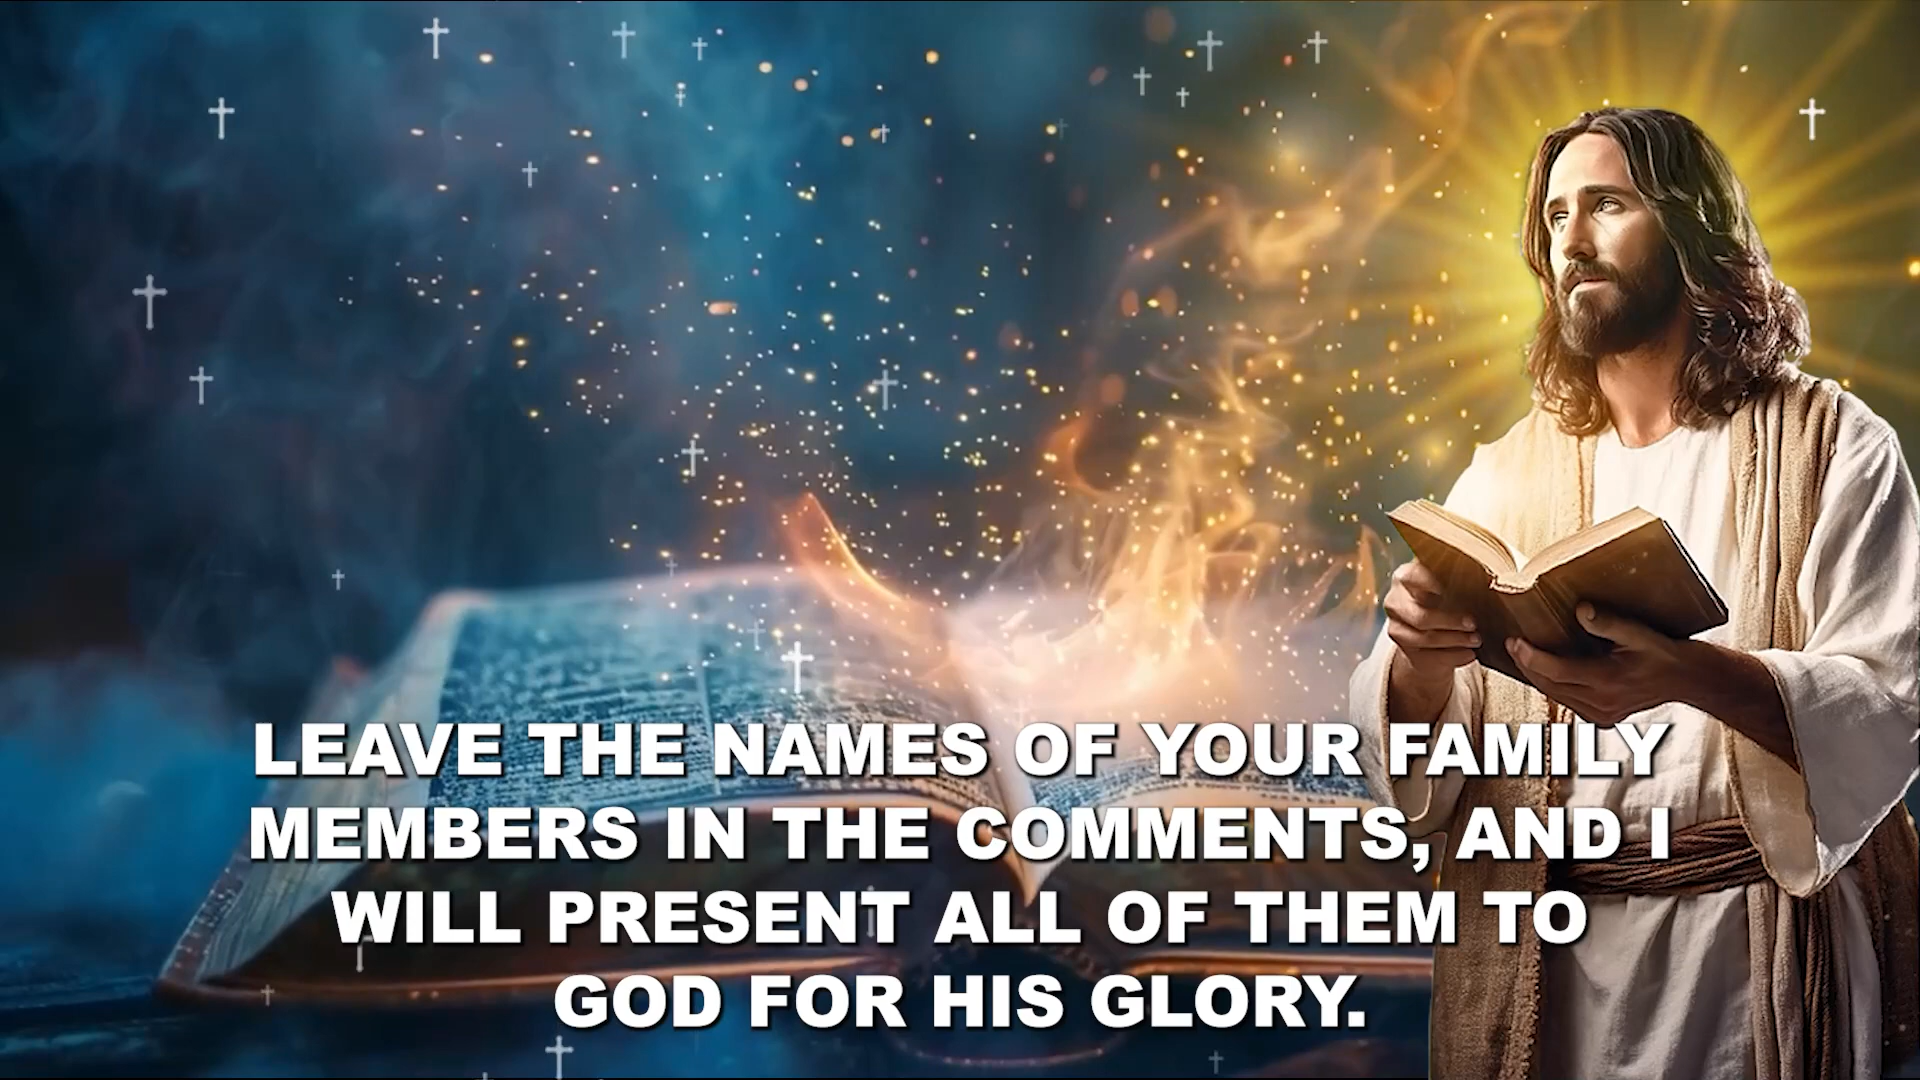 LEAVE THE NAMES OF YOUR FAMILY
MEMBERS IN THE COMMENTS, AND I
WILL PRESENT ALL OF THEM TO
GOD FOR HIS GLORY.